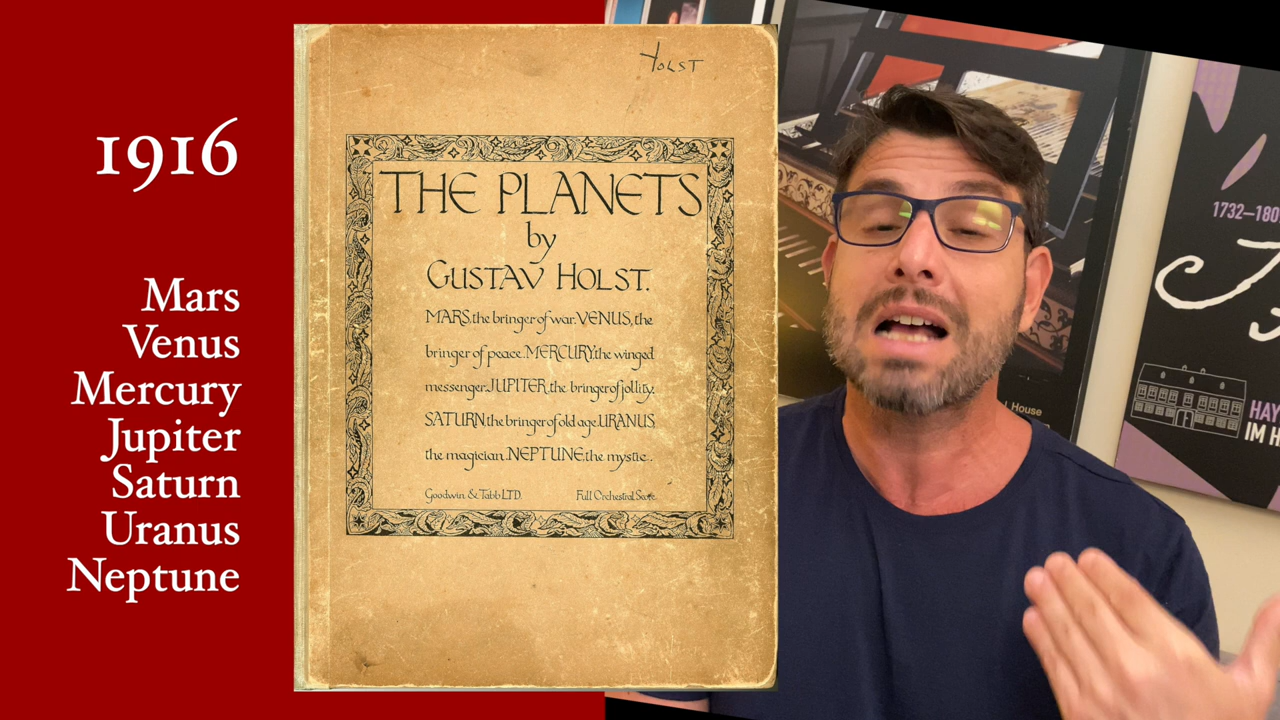 1916
Mars
Venus
Mercury
Jupiter
Saturn
Uranus
Neptune
Holst
THE PLANETS
by
GUSTAV HOLST.
MARS, the bringer of war. VENUS, the
bringer of peace. MERCURY, the winged
messenger. JUPITER, the bringer of jollity.
SATURN, the bringer of old age. URANUS,
the magician. NEPTUNE, the mystic.
Goodwin & Tabb LTD. Full Orchestral Score.
1732–180
House
HAY
IM H